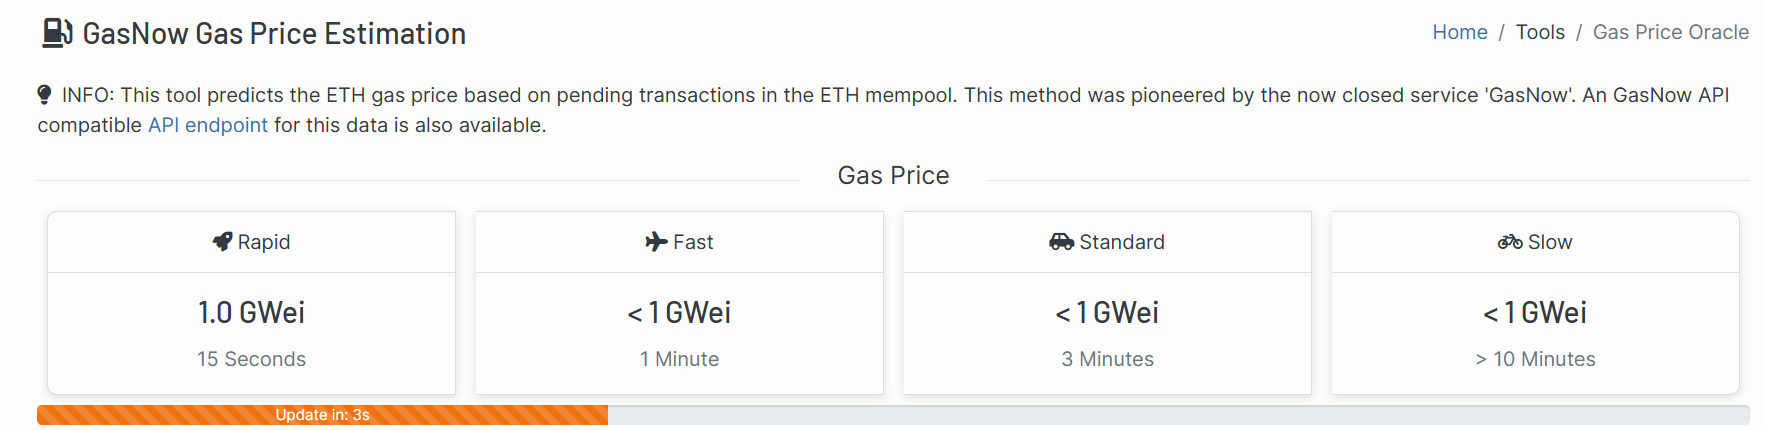 GasNow Gas Price Estimation
Home / Tools / Gas Price Oracle
INFO: This tool predicts the ETH gas price based on pending transactions in the ETH mempool. This method was pioneered by the now closed service 'GasNow'. An GasNow API
compatible API endpoint for this data is also available.
Gas Price
Rapid
1.0 GWei
15 Seconds
Fast
< 1 GWei
1 Minute
Standard
< 1 GWei
3 Minutes
Slow
< 1 GWei
> 10 Minutes
Update in: 3s